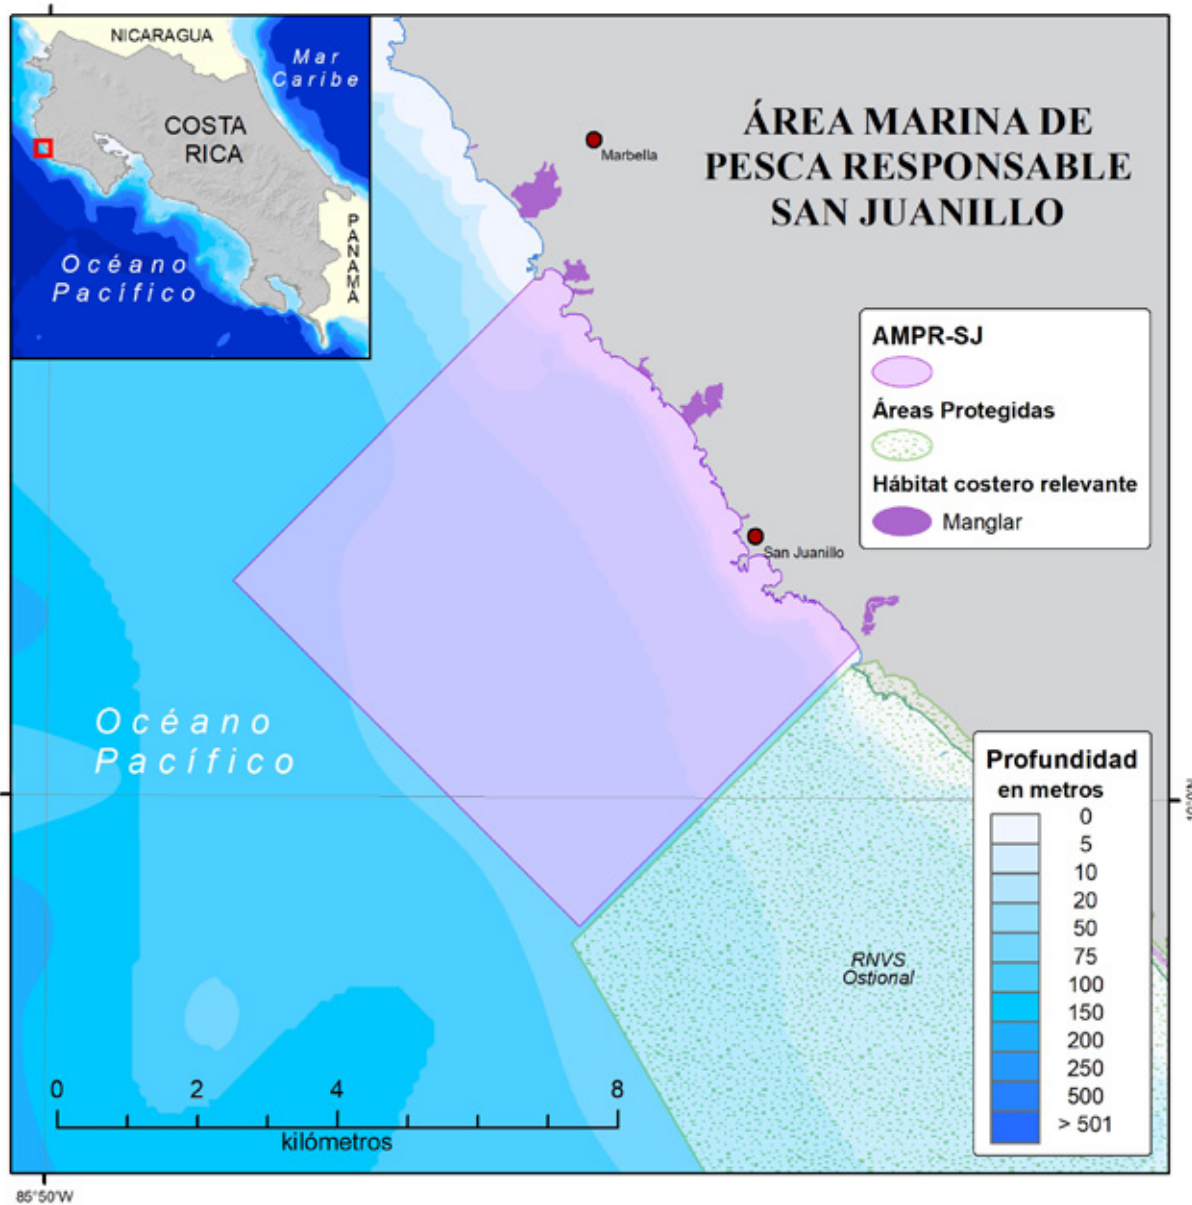 NICARAGUA
Mar
Caribe
COSTA
RICA
PANAMA
Océano
Pacífico
Marbella
ÁREA MARINA DE
PESCA RESPONSABLE
SAN JUANILLO
AMPR-SJ
Áreas Protegidas
Hábitat costero relevante
Manglar
San Juanillo
Océano
Pacífico
Profundidad
en metros
0
5
10
20
50
75
100
150
200
250
500
> 501
RNVS
Ostional
0 2 4 8
kilómetros
85°50'W
10°0'N